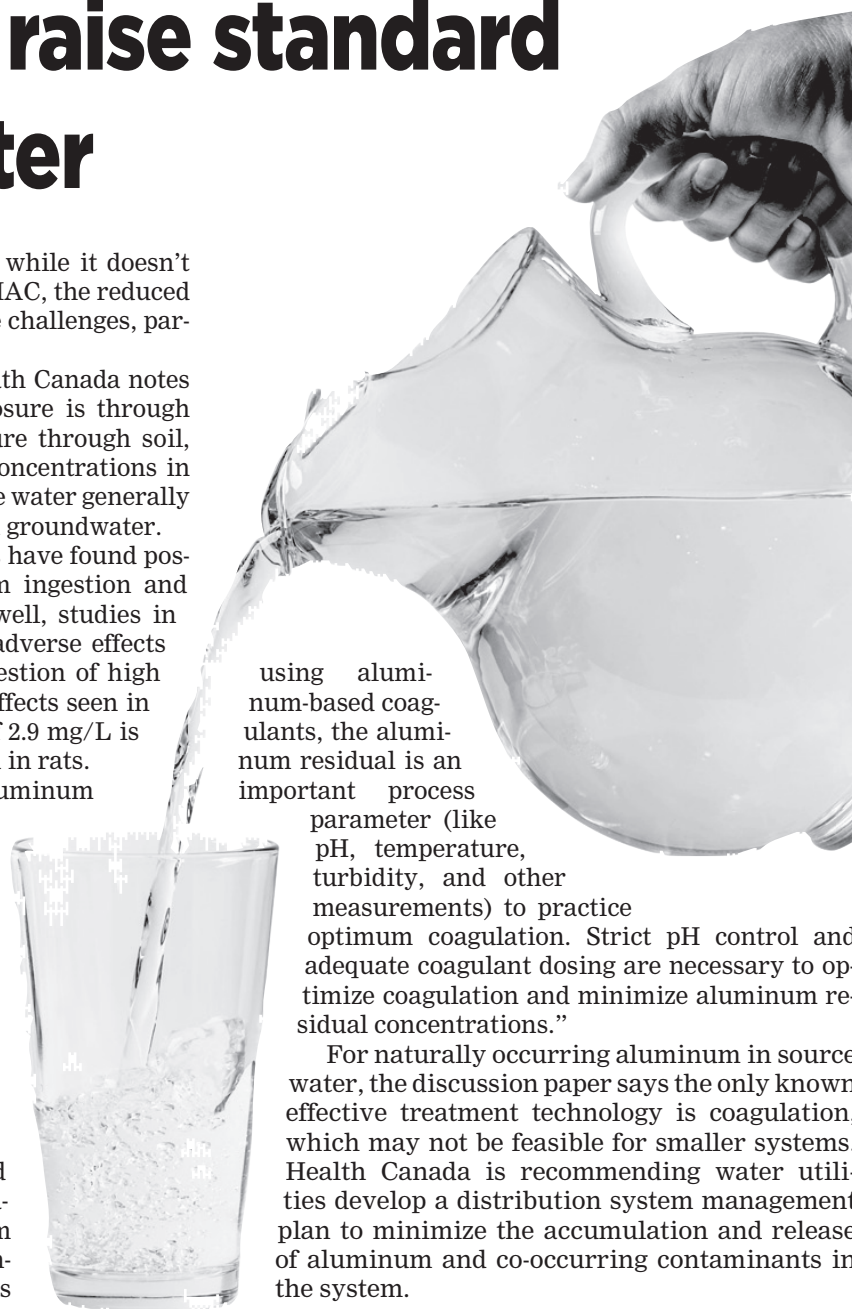 raise standard
ter
while it doesn’t
MAC, the reduced
challenges, par-
th Canada notes
osure is through
ure through soil,
oncentrations in
e water generally
groundwater.
have found pos-
m ingestion and
well, studies in
adverse effects
estion of high
ffects seen in
f 2.9 mg/L is
in rats.
uminum
using alumi-
num-based coag-
ulants, the alumi-
num residual is an
important process
parameter (like
pH, temperature,
turbidity, and other
measurements) to practice
optimum coagulation. Strict pH control and
adequate coagulant dosing are necessary to op-
timize coagulation and minimize aluminum re-
sidual concentrations.”
For naturally occurring aluminum in source
water, the discussion paper says the only known
effective treatment technology is coagulation,
which may not be feasible for smaller systems.
Health Canada is recommending water utili-
ties develop a distribution system management
plan to minimize the accumulation and release
of aluminum and co-occurring contaminants in
the system.